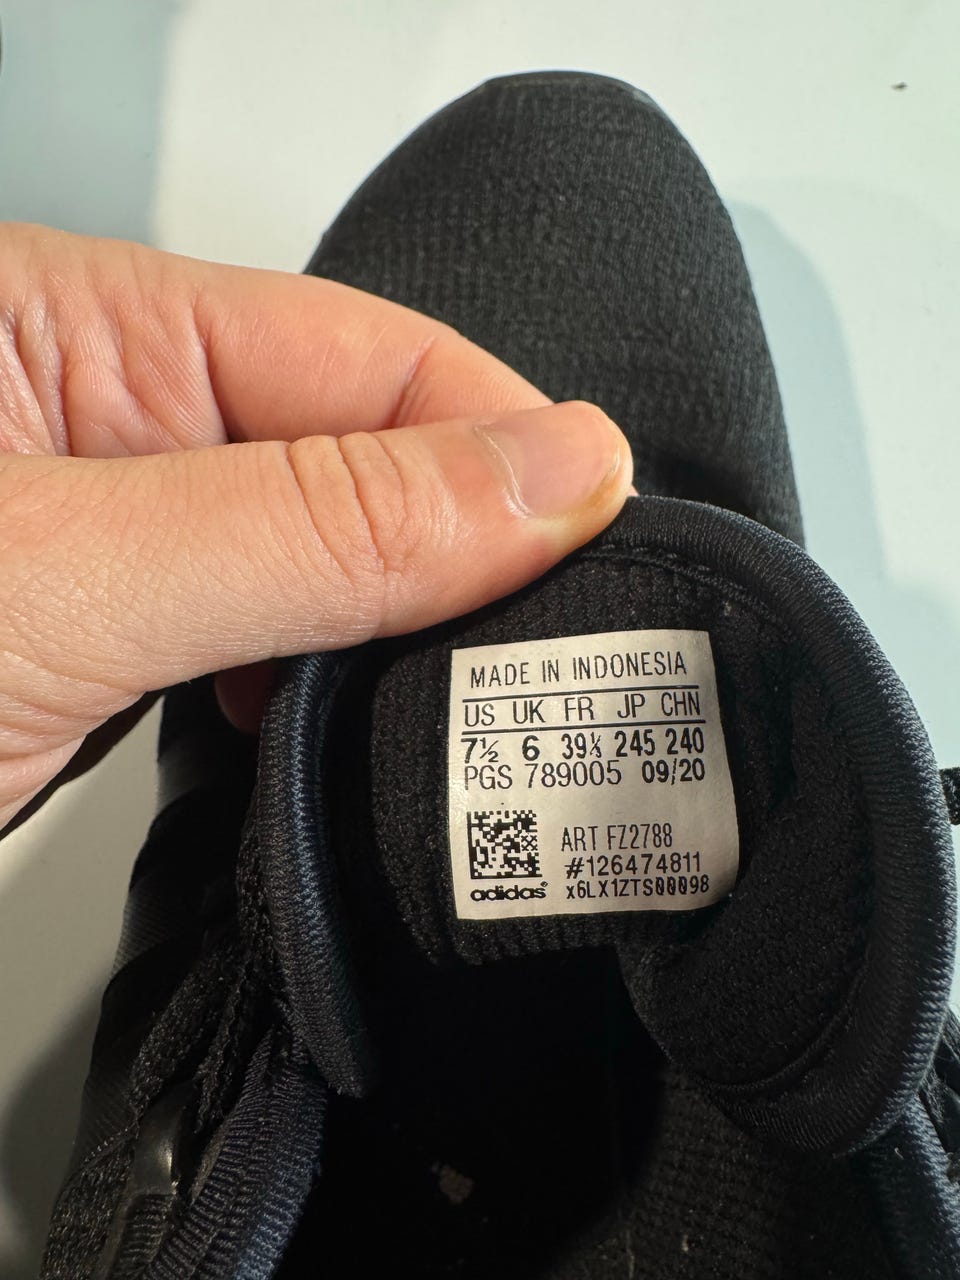 MADE IN INDONESIA
US UK FR JP CHN
7½ 6 39⅓ 245 240
PGS 789005 09/20
ART FZ2788
#126474811
adidas® x6LX1ZTS00098